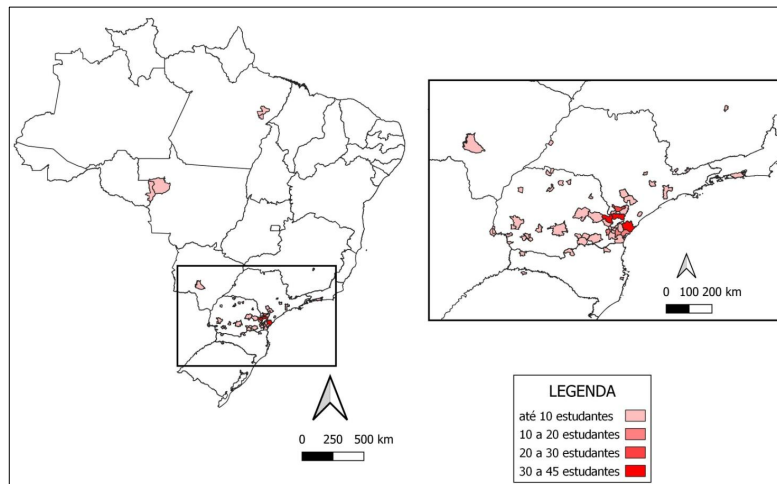 0 100 200 km
0 250 500 km
LEGENDA
até 10 estudantes
10 a 20 estudantes
20 a 30 estudantes
30 a 45 estudantes